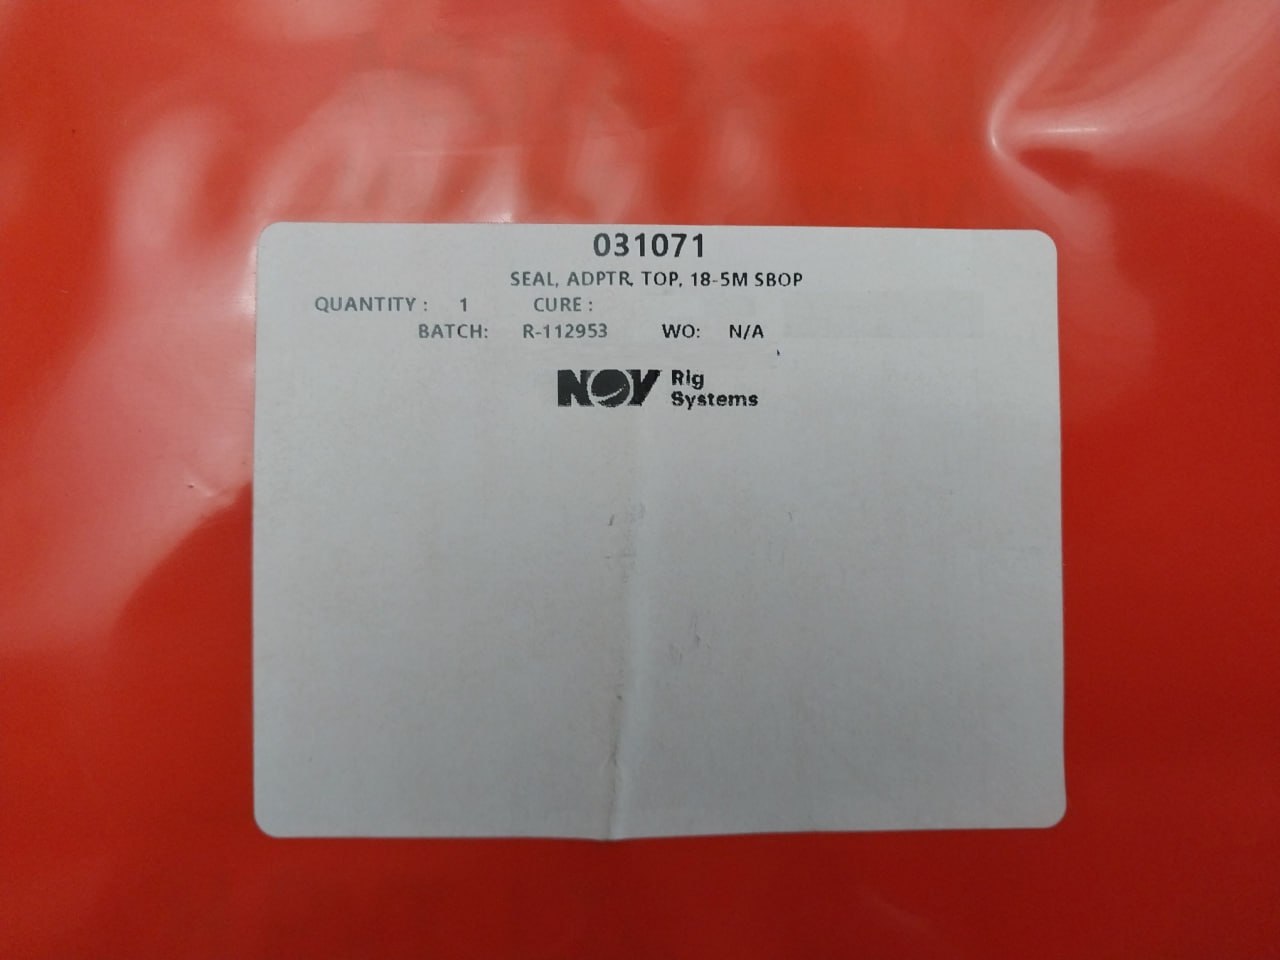 031071
SEAL, ADPTR, TOP, 18-5M SBOP
QUANTITY : 1 CURE :
BATCH: R-112953 WO: N/A
NOV Rig
Systems